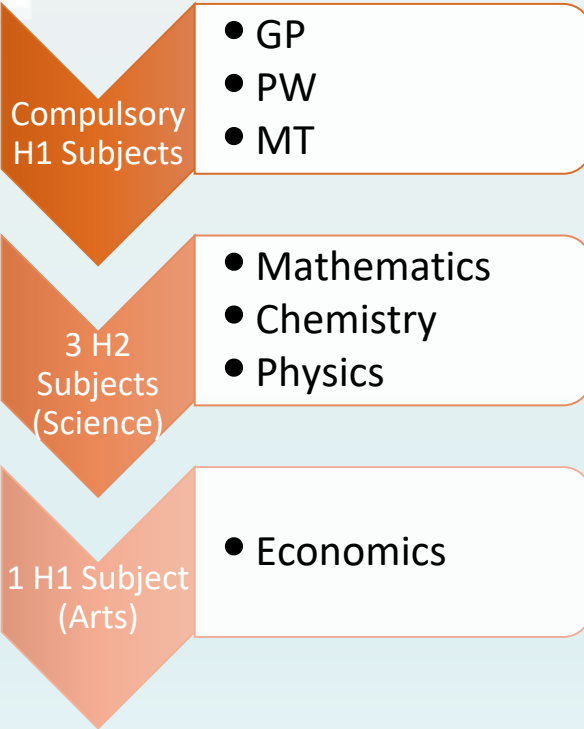 Compulsory
H1 Subjects
• GP
• PW
• MT
3 H2
Subjects
(Science)
• Mathematics
• Chemistry
• Physics
1 H1 Subject
(Arts)
• Economics